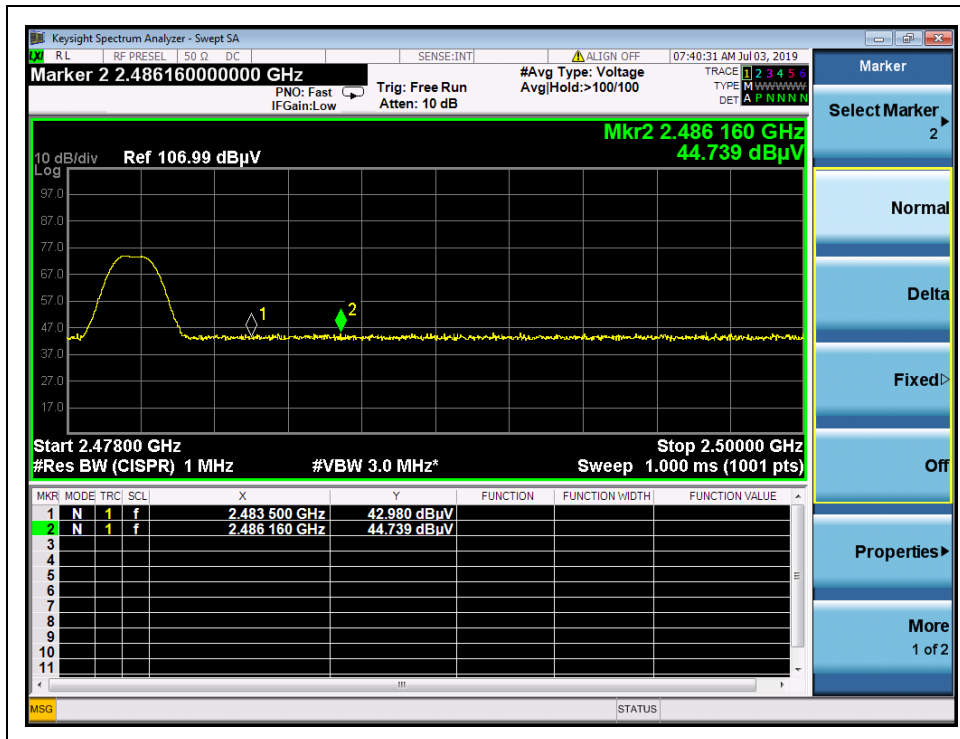 Keysight Spectrum Analyzer - Swept SA
LXI RL RF PRESEL 50 Ω DC SENSE:INT ALIGN OFF 07:40:31 AM Jul 03, 2019
Marker 2 2.486160000000 GHz
PNO: Fast
IFGain:Low
Trig: Free Run
Atten: 10 dB
#Avg Type: Voltage
Avg|Hold:>100/100
TRACE 1 2 3 4 5 6
TYPE M WWWWW
DET A P N N N N
Mkr2 2.486 160 GHz
44.739 dBµV
10 dB/div Ref 106.99 dBµV
Log
97.0
87.0
77.0
67.0
57.0
47.0
37.0
27.0
17.0
1
2
Start 2.47800 GHz Stop 2.50000 GHz
#Res BW (CISPR) 1 MHz #VBW 3.0 MHz* Sweep 1.000 ms (1001 pts)
MKR MODE TRC SCL X Y FUNCTION FUNCTION WIDTH FUNCTION VALUE
1 N 1 f 2.483 500 GHz 42.980 dBµV
2 N 1 f 2.486 160 GHz 44.739 dBµV
3
4
5
6
7
8
9
10
11
MSG STATUS
Marker
Select Marker
2
Normal
Delta
Fixed
Off
Properties
More
1 of 2